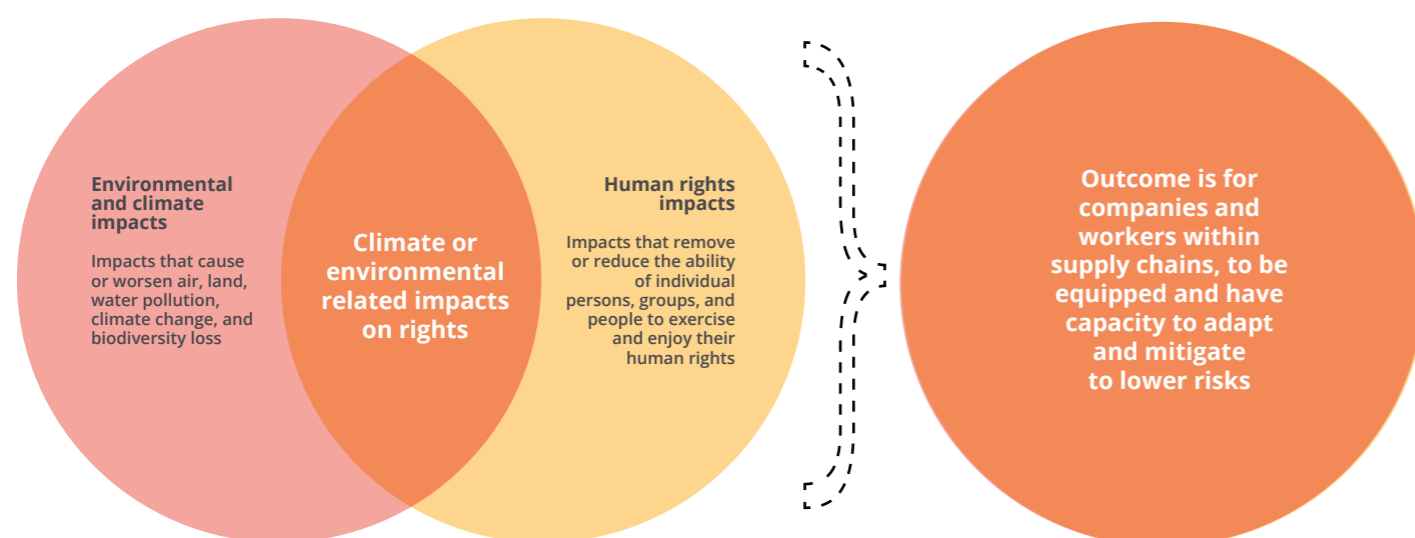 Environmental
and climate
impacts
Impacts that cause
or worsen air, land,
water pollution,
climate change, and
biodiversity loss
Climate or
environmental
related impacts
on rights
Human rights
impacts
Impacts that remove
or reduce the ability
of individual
persons, groups, and
people to exercise
and enjoy their
human rights
Outcome is for
companies and
workers within
supply chains, to be
equipped and have
capacity to adapt
and mitigate
to lower risks